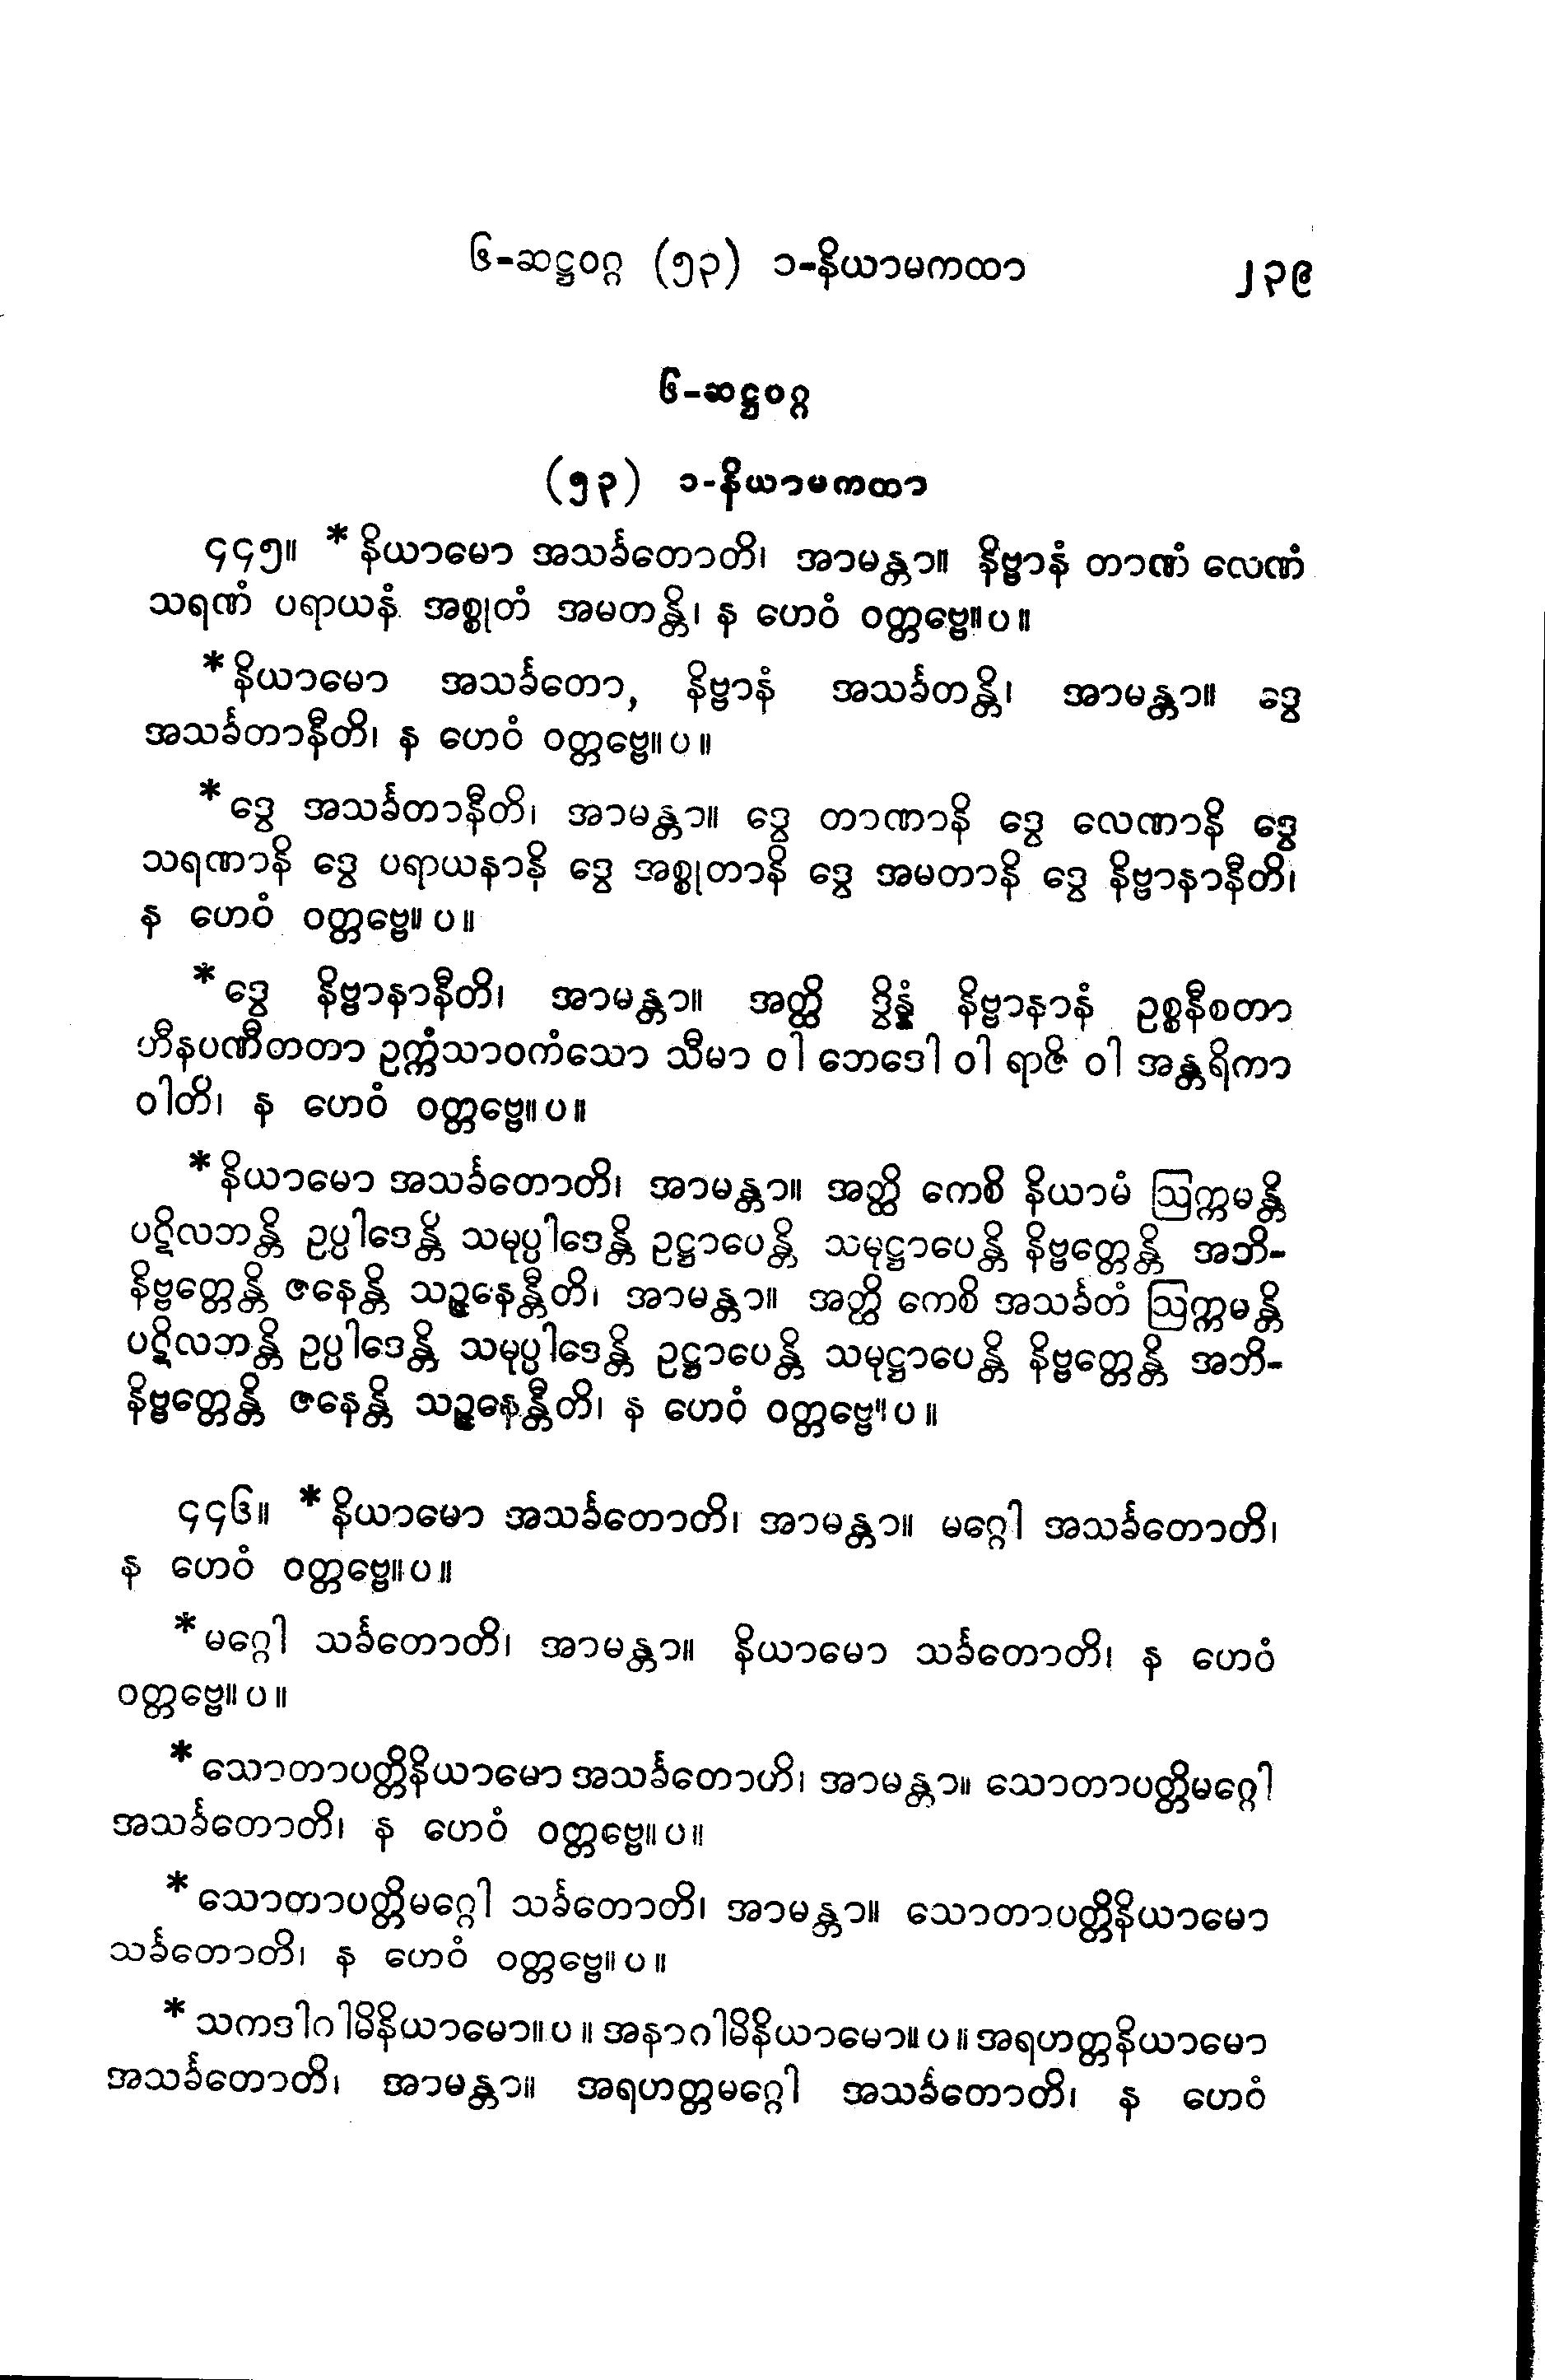 ၆-ဆဋ္ဌဝဂ္ဂ (၅၃) ၁-နိယာမကထာ ၂၃၉
၆-ဆဋ္ဌဝဂ္ဂ
(၅၃) ၁-နိယာမကထာ
၄၄၅။ *နိယာမော အသင်္ခတောတိ၊ အာမန္တာ။ နိဗ္ဗာနံ တာဏံ လေဏံ
သရဏံ ပရာယနံ အစ္စုတံ အမတန္တိ၊ န ဟေဝံ ဝတ္တဗ္ဗေ။ပ။
*နိယာမော အသင်္ခတော, နိဗ္ဗာနံ အသင်္ခတန္တိ၊ အာမန္တာ။ ဒွေ
အသင်္ခတာနီတိ၊ န ဟေဝံ ဝတ္တဗ္ဗေ။ပ။
*ဒွေ အသင်္ခတာနီတိ၊ အာမန္တာ။ ဒွေ တာဏာနိ ဒွေ လေဏာနိ ဒွေ
သရဏာနိ ဒွေ ပရာယနာနိ ဒွေ အစ္စုတာနိ ဒွေ အမတာနိ ဒွေ နိဗ္ဗာနာနီတိ၊
န ဟေဝံ ဝတ္တဗ္ဗေ။ပ။
*ဒွေ နိဗ္ဗာနာနီတိ၊ အာမန္တာ။ အတ္ထိ ဒွိန္နံ နိဗ္ဗာနာနံ ဥစ္စနီစတာ
ဟီနပဏီတတာ ဥက္ကံသာဝကံသော သီမာ ဝါ ဘေဒေါ ဝါ ရာဇိ ဝါ အန္တရိကာ
ဝါတိ၊ န ဟေဝံ ဝတ္တဗ္ဗေ။ပ။
*နိယာမော အသင်္ခတောတိ၊ အာမန္တာ။ အတ္ထိ ကေစိ နိယာမံ ဩက္ကမန္တိ
ပဋိလဘန္တိ ဥပ္ပါဒေန္တိ သမုပ္ပါဒေန္တိ ဥဋ္ဌာပေန္တိ သမုဋ္ဌာပေန္တိ နိဗ္ဗတ္တေန္တိ အဘိ-
နိဗ္ဗတ္တေန္တိ ဇနေန္တိ သဉ္ဇနေန္တီတိ၊ အာမန္တာ။ အတ္ထိ ကေစိ အသင်္ခတံ ဩက္ကမန္တိ
ပဋိလဘန္တိ ဥပ္ပါဒေန္တိ သမုပ္ပါဒေန္တိ ဥဋ္ဌာပေန္တိ သမုဋ္ဌာပေန္တိ နိဗ္ဗတ္တေန္တိ အဘိ-
နိဗ္ဗတ္တေန္တိ ဇနေန္တိ သဉ္ဇနေန္တီတိ၊ န ဟေဝံ ဝတ္တဗ္ဗေ။ပ။
၄၄၆။ *နိယာမော အသင်္ခတောတိ၊ အာမန္တာ။ မဂ္ဂေါ အသင်္ခတောတိ၊
န ဟေဝံ ဝတ္တဗ္ဗေ။ပ။
*မဂ္ဂေါ သင်္ခတောတိ၊ အာမန္တာ။ နိယာမော သင်္ခတောတိ၊ န ဟေဝံ
ဝတ္တဗ္ဗေ။ပ။
*သောတာပတ္တိနိယာမော အသင်္ခတောဟိ၊ အာမန္တာ။ သောတာပတ္တိမဂ္ဂေါ
အသင်္ခတောတိ၊ န ဟေဝံ ဝတ္တဗ္ဗေ။ပ။
*သောတာပတ္တိမဂ္ဂေါ သင်္ခတောတိ၊ အာမန္တာ။ သောတာပတ္တိနိယာမော
သင်္ခတောတိ၊ န ဟေဝံ ဝတ္တဗ္ဗေ။ပ။
*သကဒါဂါမိနိယာမော။ပ။ အနာဂါမိနိယာမော။ပ။ အရဟတ္တနိယာမော
အသင်္ခတောတိ၊ အာမန္တာ။ အရဟတ္တမဂ္ဂေါ အသင်္ခတောတိ၊ န ဟေဝံ